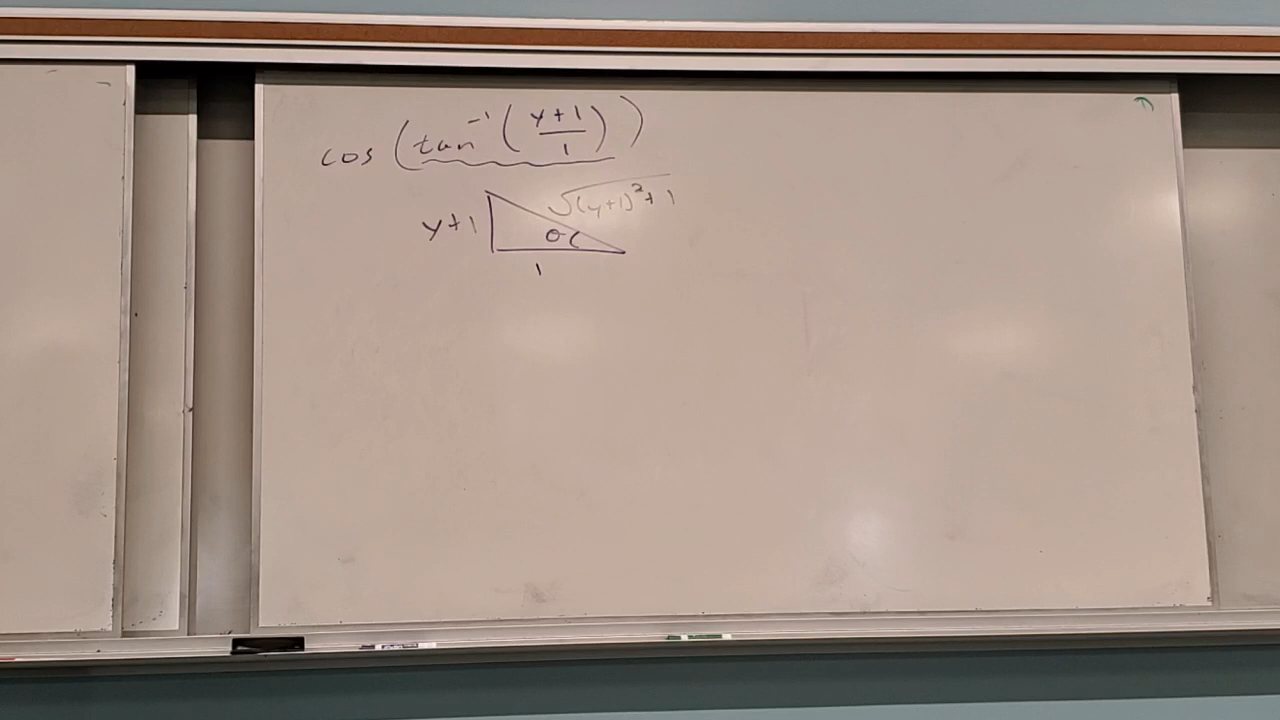 cos (tan⁻¹ (y+1/1))
√(y+1)²+1
y+1
θ
1